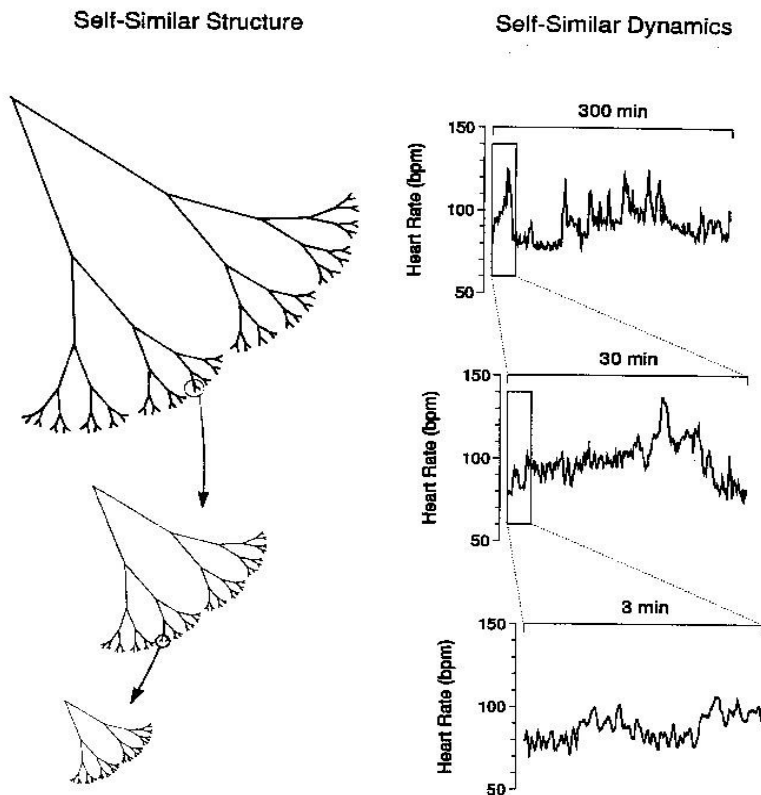 Self-Similar Structure
Self-Similar Dynamics
300 min
150
100
50
Heart Rate (bpm)
30 min
150
100
50
Heart Rate (bpm)
3 min
150
100
50
Heart Rate (bpm)